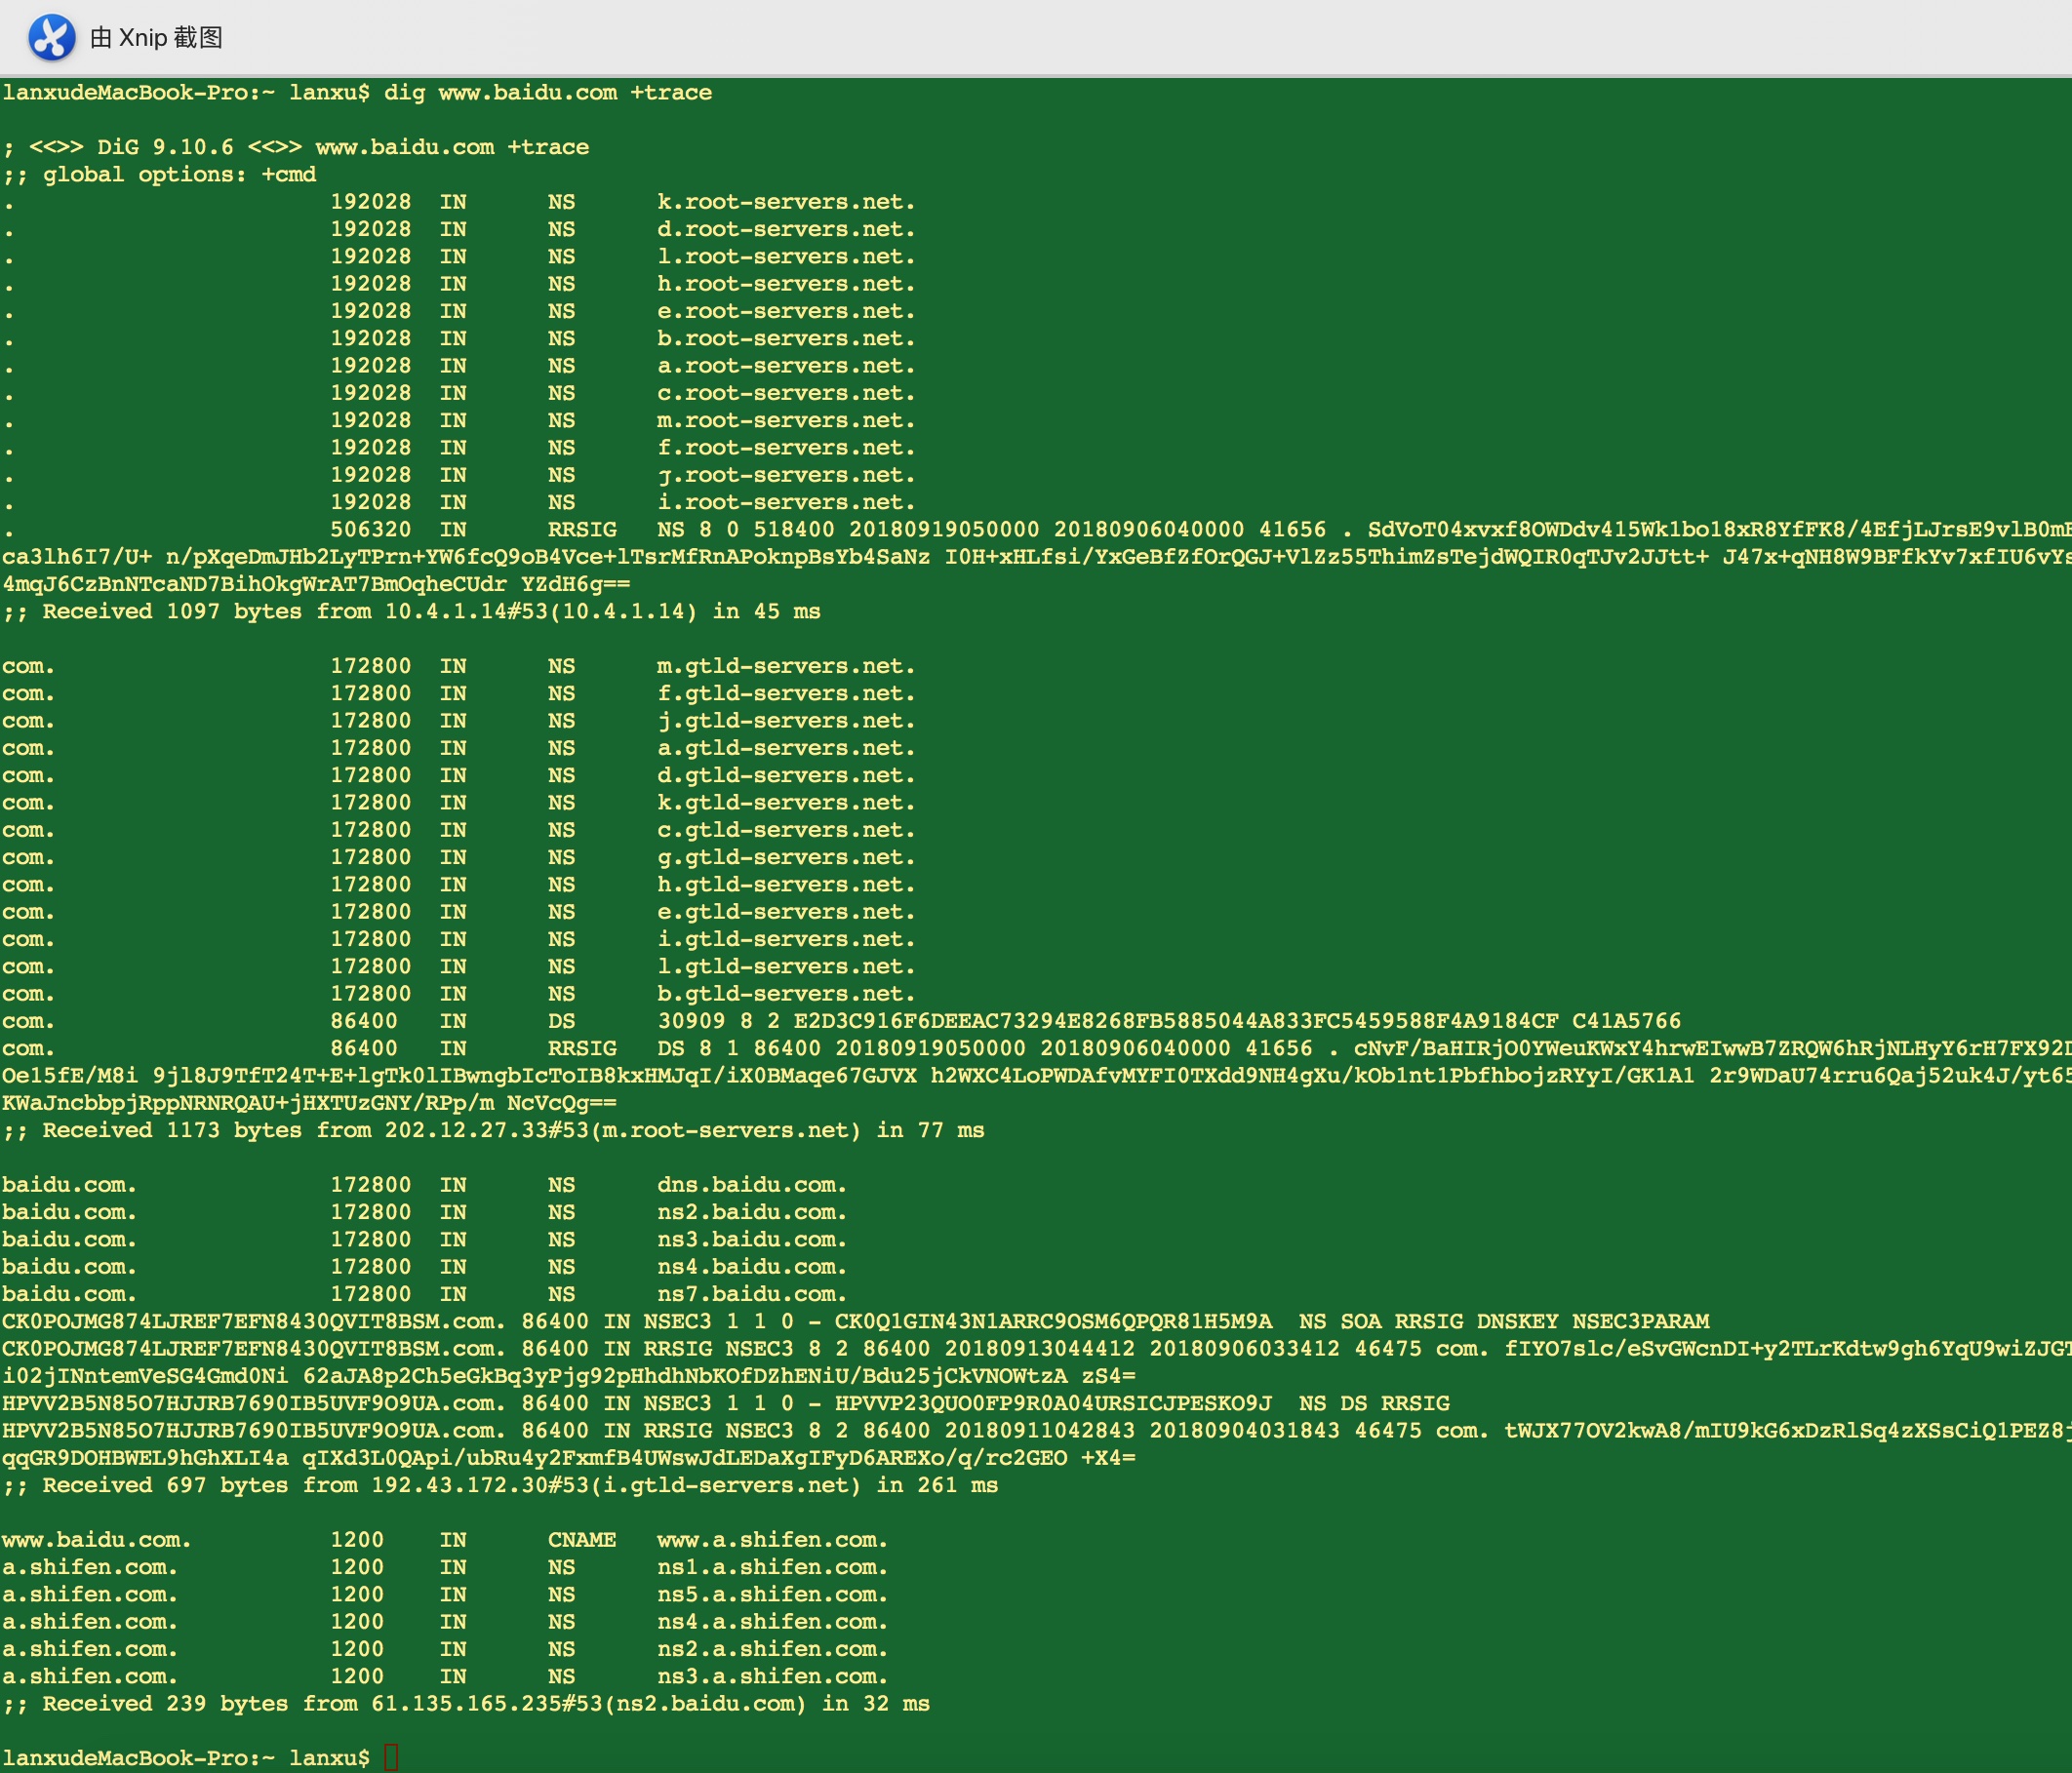 由 Xnip 截图
lanxudeMacBook-Pro:~ lanxu$ dig www.baidu.com +trace
; <<>> DiG 9.10.6 <<>> www.baidu.com +trace
;; global options: +cmd
. 192028 IN NS k.root-servers.net.
. 192028 IN NS d.root-servers.net.
. 192028 IN NS l.root-servers.net.
. 192028 IN NS h.root-servers.net.
. 192028 IN NS e.root-servers.net.
. 192028 IN NS b.root-servers.net.
. 192028 IN NS a.root-servers.net.
. 192028 IN NS c.root-servers.net.
. 192028 IN NS m.root-servers.net.
. 192028 IN NS f.root-servers.net.
. 192028 IN NS g.root-servers.net.
. 192028 IN NS i.root-servers.net.
. 506320 IN RRSIG NS 8 0 518400 20180919050000 20180906040000 41656 . SdVoT04xvxf8OWDdv415Wk1bo18xR8YfFK8/4EfjLJrsE9vlB0mE
ca3lh6I7/U+ n/pXqeDmJHb2LyTPrn+YW6fcQ9oB4Vce+lTsrMfRnAPoknpBsYb4SaNz I0H+xHLfsi/YxGeBfZfOrQGJ+VlZz55ThimZsTejdWQIR0qTJv2JJtt+ J47x+qNH8W9BFfkYv7xfIU6vYs
4mqJ6CzBnNTcaND7BihOkgWrAT7BmOqheCUdr YZdH6g==
;; Received 1097 bytes from 10.4.1.14#53(10.4.1.14) in 45 ms
com. 172800 IN NS m.gtld-servers.net.
com. 172800 IN NS f.gtld-servers.net.
com. 172800 IN NS j.gtld-servers.net.
com. 172800 IN NS a.gtld-servers.net.
com. 172800 IN NS d.gtld-servers.net.
com. 172800 IN NS k.gtld-servers.net.
com. 172800 IN NS c.gtld-servers.net.
com. 172800 IN NS g.gtld-servers.net.
com. 172800 IN NS h.gtld-servers.net.
com. 172800 IN NS e.gtld-servers.net.
com. 172800 IN NS i.gtld-servers.net.
com. 172800 IN NS l.gtld-servers.net.
com. 172800 IN NS b.gtld-servers.net.
com. 86400 IN DS 30909 8 2 E2D3C916F6DEEAC73294E8268FB5885044A833FC5459588F4A9184CF C41A5766
com. 86400 IN RRSIG DS 8 1 86400 20180919050000 20180906040000 41656 . cNvF/BaHIRjO0YWeuKWxY4hrwEIwwB7ZRQW6hRjNLHyY6rH7FX92D
Oe15fE/M8i 9jl8J9TfT24T+E+lgTk0lIBwngbIcToIB8kxHMJqI/iX0BMaqe67GJVX h2WXC4LoPWDAfvMYFI0TXdd9NH4gXu/kOb1nt1PbfhbojzRYyI/GK1A1 2r9WDaU74rru6Qaj52uk4J/yt65
KWaJncbbpjRppNRNRQAU+jHXTUzGNY/RPp/m NcVcQg==
;; Received 1173 bytes from 202.12.27.33#53(m.root-servers.net) in 77 ms
baidu.com. 172800 IN NS dns.baidu.com.
baidu.com. 172800 IN NS ns2.baidu.com.
baidu.com. 172800 IN NS ns3.baidu.com.
baidu.com. 172800 IN NS ns4.baidu.com.
baidu.com. 172800 IN NS ns7.baidu.com.
CK0POJMG874LJREF7EFN8430QVIT8BSM.com. 86400 IN NSEC3 1 1 0 - CK0Q1GIN43N1ARRC9OSM6QPQR81H5M9A NS SOA RRSIG DNSKEY NSEC3PARAM
CK0POJMG874LJREF7EFN8430QVIT8BSM.com. 86400 IN RRSIG NSEC3 8 2 86400 20180913044412 20180906033412 46475 com. fIYO7slc/eSvGWcnDI+y2TLrKdtw9gh6YqU9wiZJGT
i02jINntemVeSG4Gmd0Ni 62aJA8p2Ch5eGkBq3yPjg92pHhdhNbKOfDZhENiU/Bdu25jCkVNOWtzA zS4=
HPVV2B5N85O7HJJRB7690IB5UVF9O9UA.com. 86400 IN NSEC3 1 1 0 - HPVVP23QUO0FP9R0A04URSICJPESKO9J NS DS RRSIG
HPVV2B5N85O7HJJRB7690IB5UVF9O9UA.com. 86400 IN RRSIG NSEC3 8 2 86400 20180911042843 20180904031843 46475 com. tWJX77OV2kwA8/mIU9kG6xDzRlSq4zXSsCiQ1PEZ8j
qqGR9DOHBWEL9hGhXLI4a qIXd3L0QApi/ubRu4y2FxmfB4UWswJdLEDaXgIFyD6AREXo/q/rc2GEO +X4=
;; Received 697 bytes from 192.43.172.30#53(i.gtld-servers.net) in 261 ms
www.baidu.com. 1200 IN CNAME www.a.shifen.com.
a.shifen.com. 1200 IN NS ns1.a.shifen.com.
a.shifen.com. 1200 IN NS ns5.a.shifen.com.
a.shifen.com. 1200 IN NS ns4.a.shifen.com.
a.shifen.com. 1200 IN NS ns2.a.shifen.com.
a.shifen.com. 1200 IN NS ns3.a.shifen.com.
;; Received 239 bytes from 61.135.165.235#53(ns2.baidu.com) in 32 ms
lanxudeMacBook-Pro:~ lanxu$